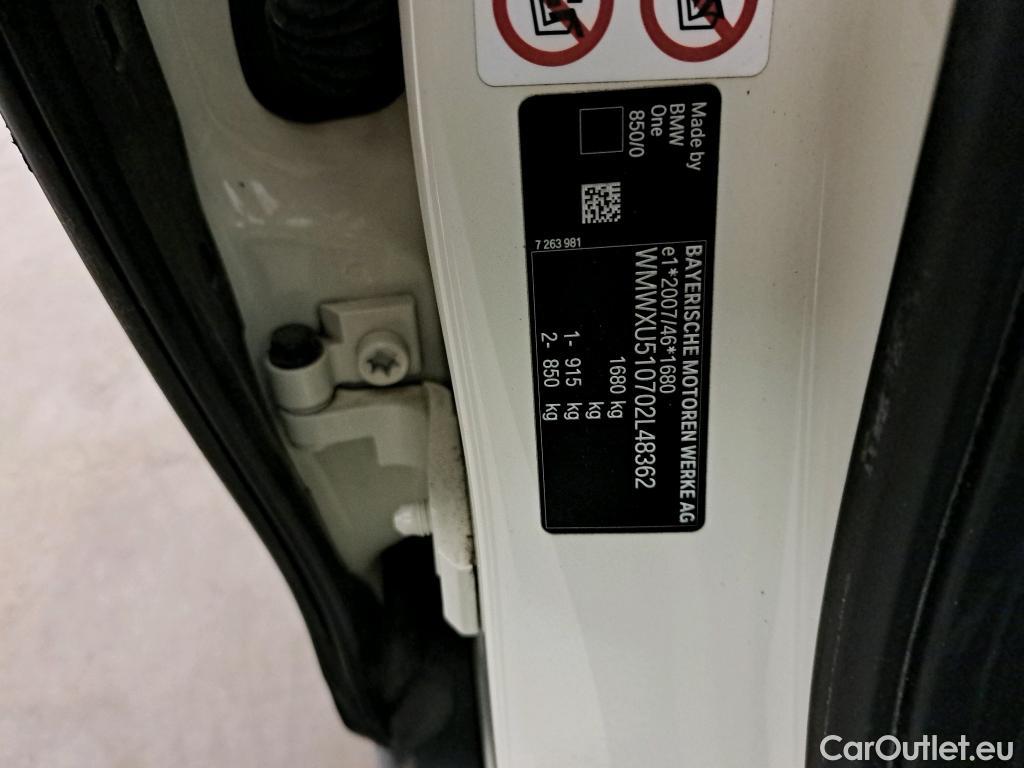 Made by
BMW
One
850/0
7 263 981
BAYERISCHE MOTOREN WERKE AG
e1*2007/46*1680
WMWXU510702L48362
1680 kg
kg
1- 915 kg
2- 850 kg
CarOutlet.eu